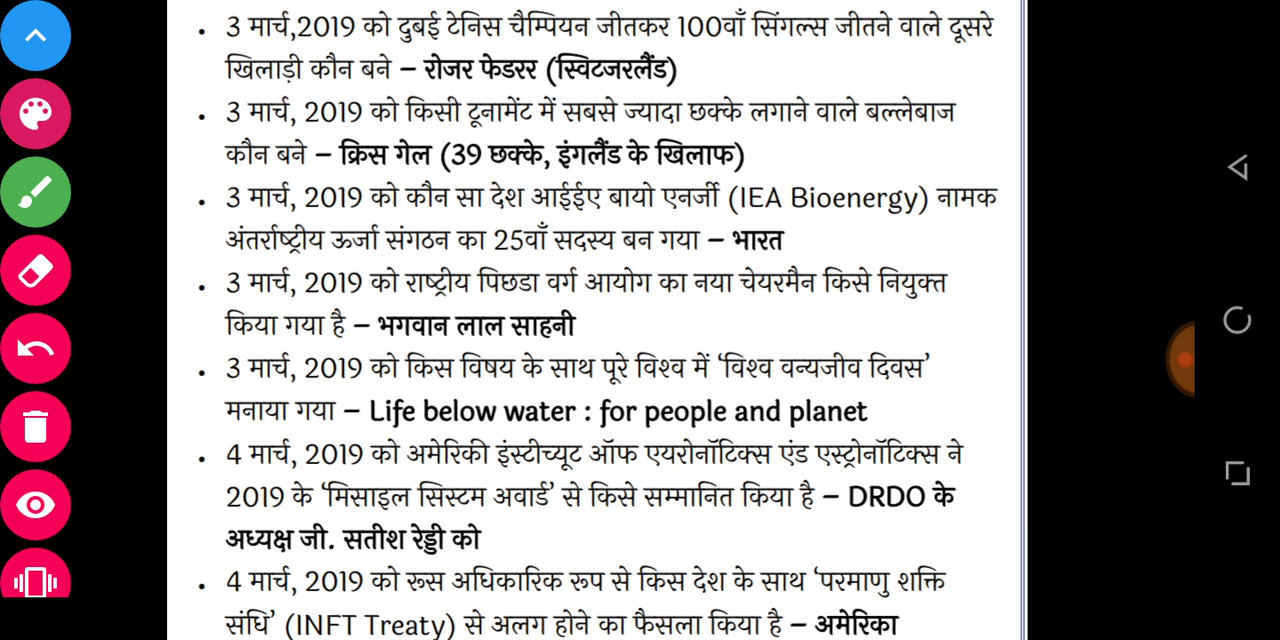 • 3 मार्च,2019 को दुबई टेनिस चैम्पियन जीतकर 100वाँ सिंगल्स जीतने वाले दूसरे
खिलाड़ी कौन बने – रोजर फेडरर (स्विटजरलैंड)
• 3 मार्च, 2019 को किसी टूनामेंट में सबसे ज्यादा छक्के लगाने वाले बल्लेबाज
कौन बने – क्रिस गेल (39 छक्के, इंगलैंड के खिलाफ)
• 3 मार्च, 2019 को कौन सा देश आईईए बायो एनर्जी (IEA Bioenergy) नामक
अंतर्राष्ट्रीय ऊर्जा संगठन का 25वाँ सदस्य बन गया – भारत
• 3 मार्च, 2019 को राष्ट्रीय पिछडा वर्ग आयोग का नया चेयरमैन किसे नियुक्त
किया गया है – भगवान लाल साहनी
• 3 मार्च, 2019 को किस विषय के साथ पूरे विश्व में ‘विश्व वन्यजीव दिवस’
मनाया गया – Life below water : for people and planet
• 4 मार्च, 2019 को अमेरिकी इंस्टीच्यूट ऑफ एयरोनॉटिक्स एंड एस्ट्रोनॉटिक्स ने
2019 के ‘मिसाइल सिस्टम अवार्ड’ से किसे सम्मानित किया है – DRDO के
अध्यक्ष जी. सतीश रेड्डी को
• 4 मार्च, 2019 को रूस अधिकारिक रूप से किस देश के साथ ‘परमाणु शक्ति
संधि’ (INFT Treaty) से अलग होने का फैसला किया है – अमेरिका